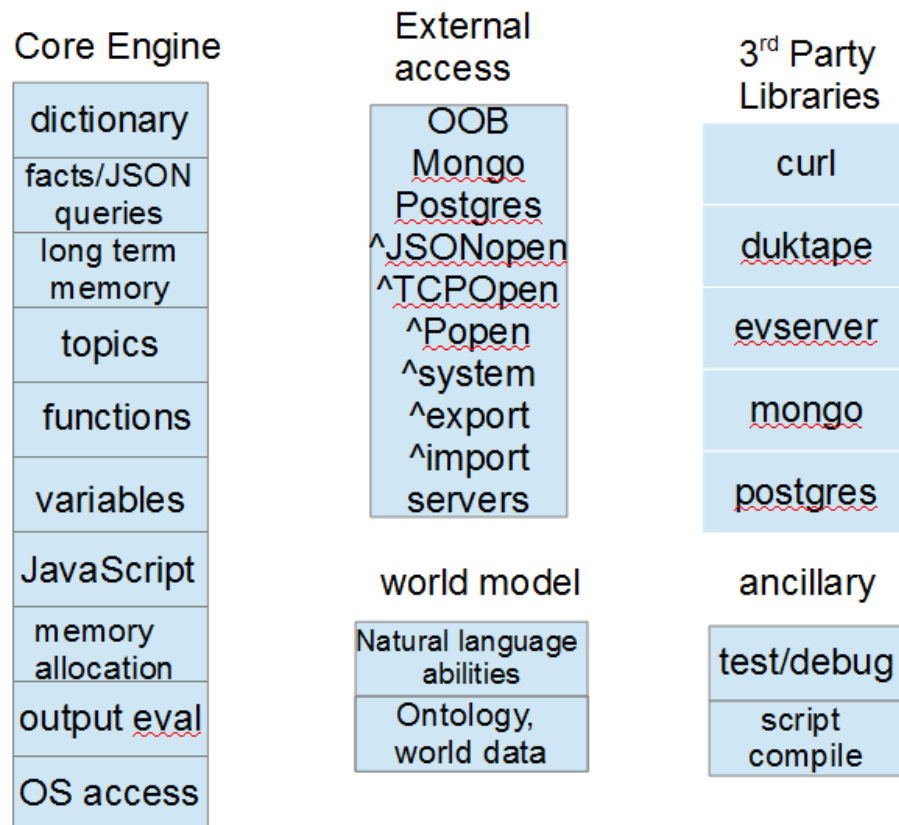 Core Engine
dictionary
facts/JSON
queries
long term
memory
topics
functions
variables
JavaScript
memory
allocation
output eval
OS access
External
access
OOB
Mongo
Postgres
^JSONopen
^TCPOpen
^Popen
^system
^export
^import
servers
world model
Natural language
abilities
Ontology,
world data
3rd Party
Libraries
curl
duktape
evserver
mongo
postgres
ancillary
test/debug
script
compile